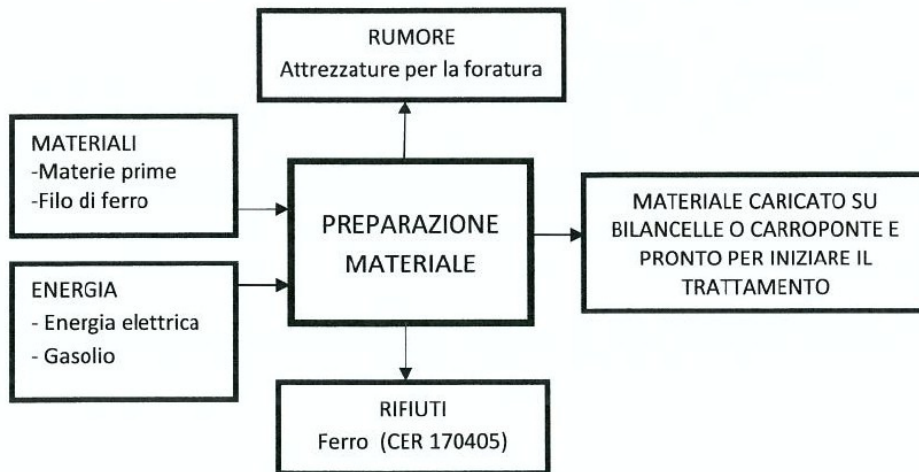 RUMORE
Attrezzature per la foratura
MATERIALI
-Materie prime
-Filo di ferro
PREPARAZIONE
MATERIALE
MATERIALE CARICATO SU
BILANCELLE O CARROPONTE E
PRONTO PER INIZIARE IL
TRATTAMENTO
ENERGIA
- Energia elettrica
- Gasolio
RIFIUTI
Ferro (CER 170405)